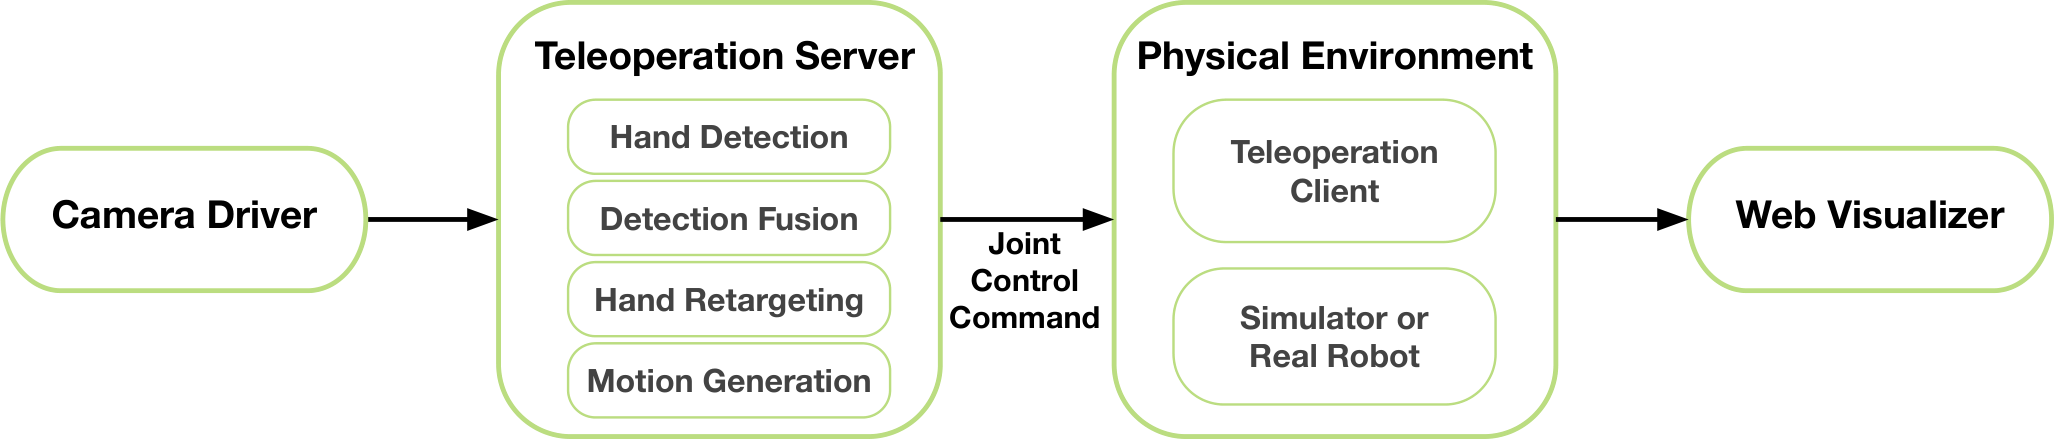 Camera Driver
Teleoperation Server
Hand Detection
Detection Fusion
Hand Retargeting
Motion Generation
Joint
Control
Command
Physical Environment
Teleoperation
Client
Simulator or
Real Robot
Web Visualizer